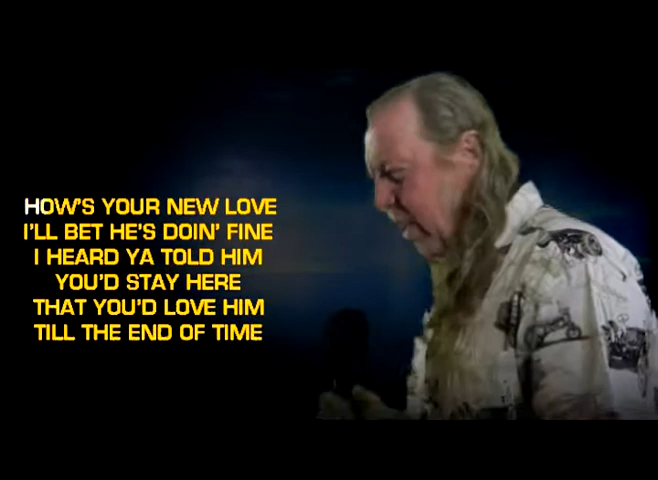 HOW'S YOUR NEW LOVE
I'LL BET HE'S DOIN' FINE
I HEARD YA TOLD HIM
YOU'D STAY HERE
THAT YOU'D LOVE HIM
TILL THE END OF TIME